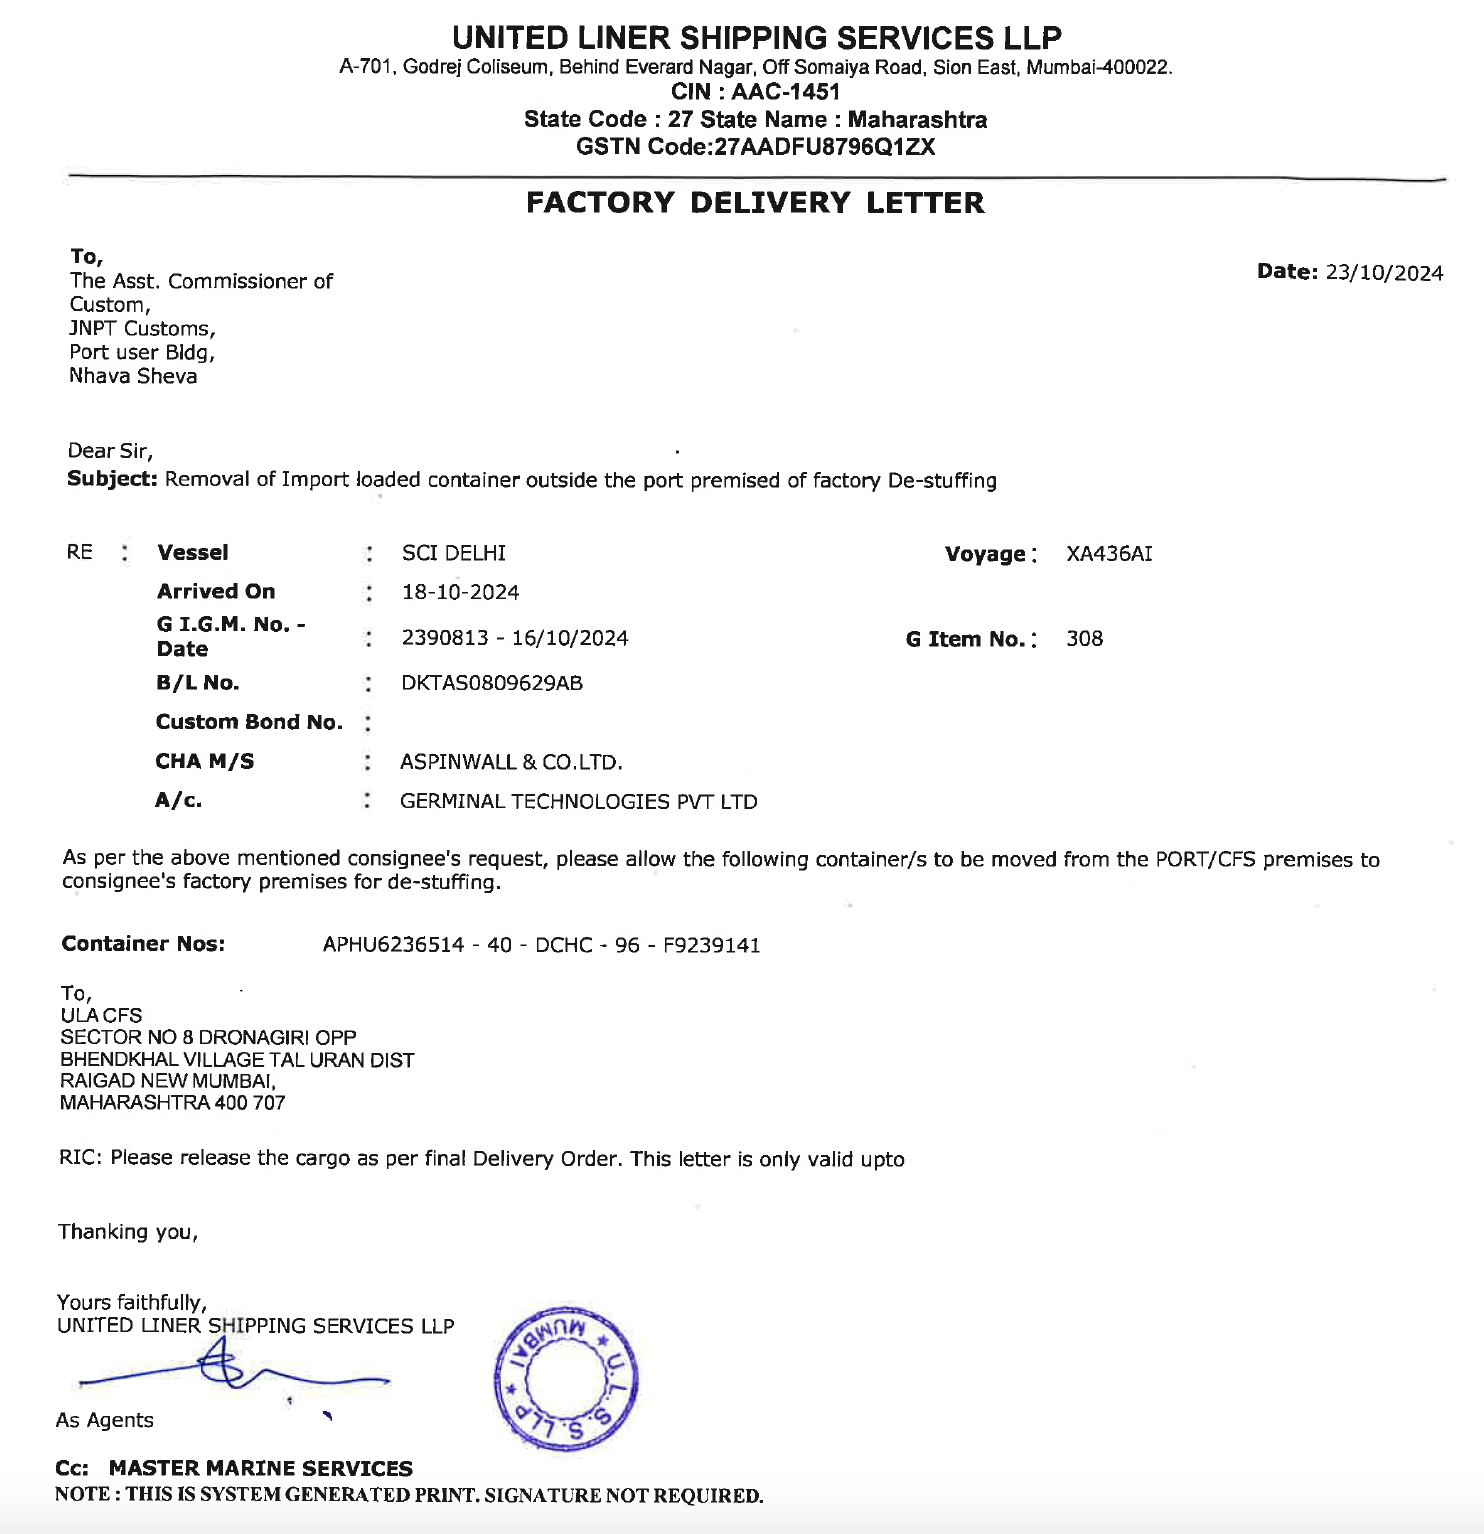 UNITED LINER SHIPPING SERVICES LLP
A-701, Godrej Coliseum, Behind Everard Nagar, Off Somaiya Road, Sion East, Mumbai-400022.
CIN : AAC-1451
State Code : 27 State Name : Maharashtra
GSTN Code:27AADFU8796Q1ZX
FACTORY DELIVERY LETTER
To,
The Asst. Commissioner of
Custom,
JNPT Customs,
Port user Bldg,
Nhava Sheva
Date: 23/10/2024
Dear Sir,
Subject: Removal of Import loaded container outside the port premised of factory De-stuffing
RE : Vessel : SCI DELHI Voyage : XA436AI
Arrived On : 18-10-2024
G I.G.M. No. -
Date : 2390813 - 16/10/2024 G Item No. : 308
B/L No. : DKTAS0809629AB
Custom Bond No. :
CHA M/S : ASPINWALL & CO.LTD.
A/c. : GERMINAL TECHNOLOGIES PVT LTD
As per the above mentioned consignee's request, please allow the following container/s to be moved from the PORT/CFS premises to
consignee's factory premises for de-stuffing.
Container Nos: APHU6236514 - 40 - DCHC - 96 - F9239141
To,
ULA CFS
SECTOR NO 8 DRONAGIRI OPP
BHENDKHAL VILLAGE TAL URAN DIST
RAIGAD NEW MUMBAI,
MAHARASHTRA 400 707
RIC: Please release the cargo as per final Delivery Order. This letter is only valid upto
Thanking you,
Yours faithfully,
UNITED LINER SHIPPING SERVICES LLP
U. L. S. S. LLP * MUMBAI *
As Agents
Cc: MASTER MARINE SERVICES
NOTE : THIS IS SYSTEM GENERATED PRINT. SIGNATURE NOT REQUIRED.